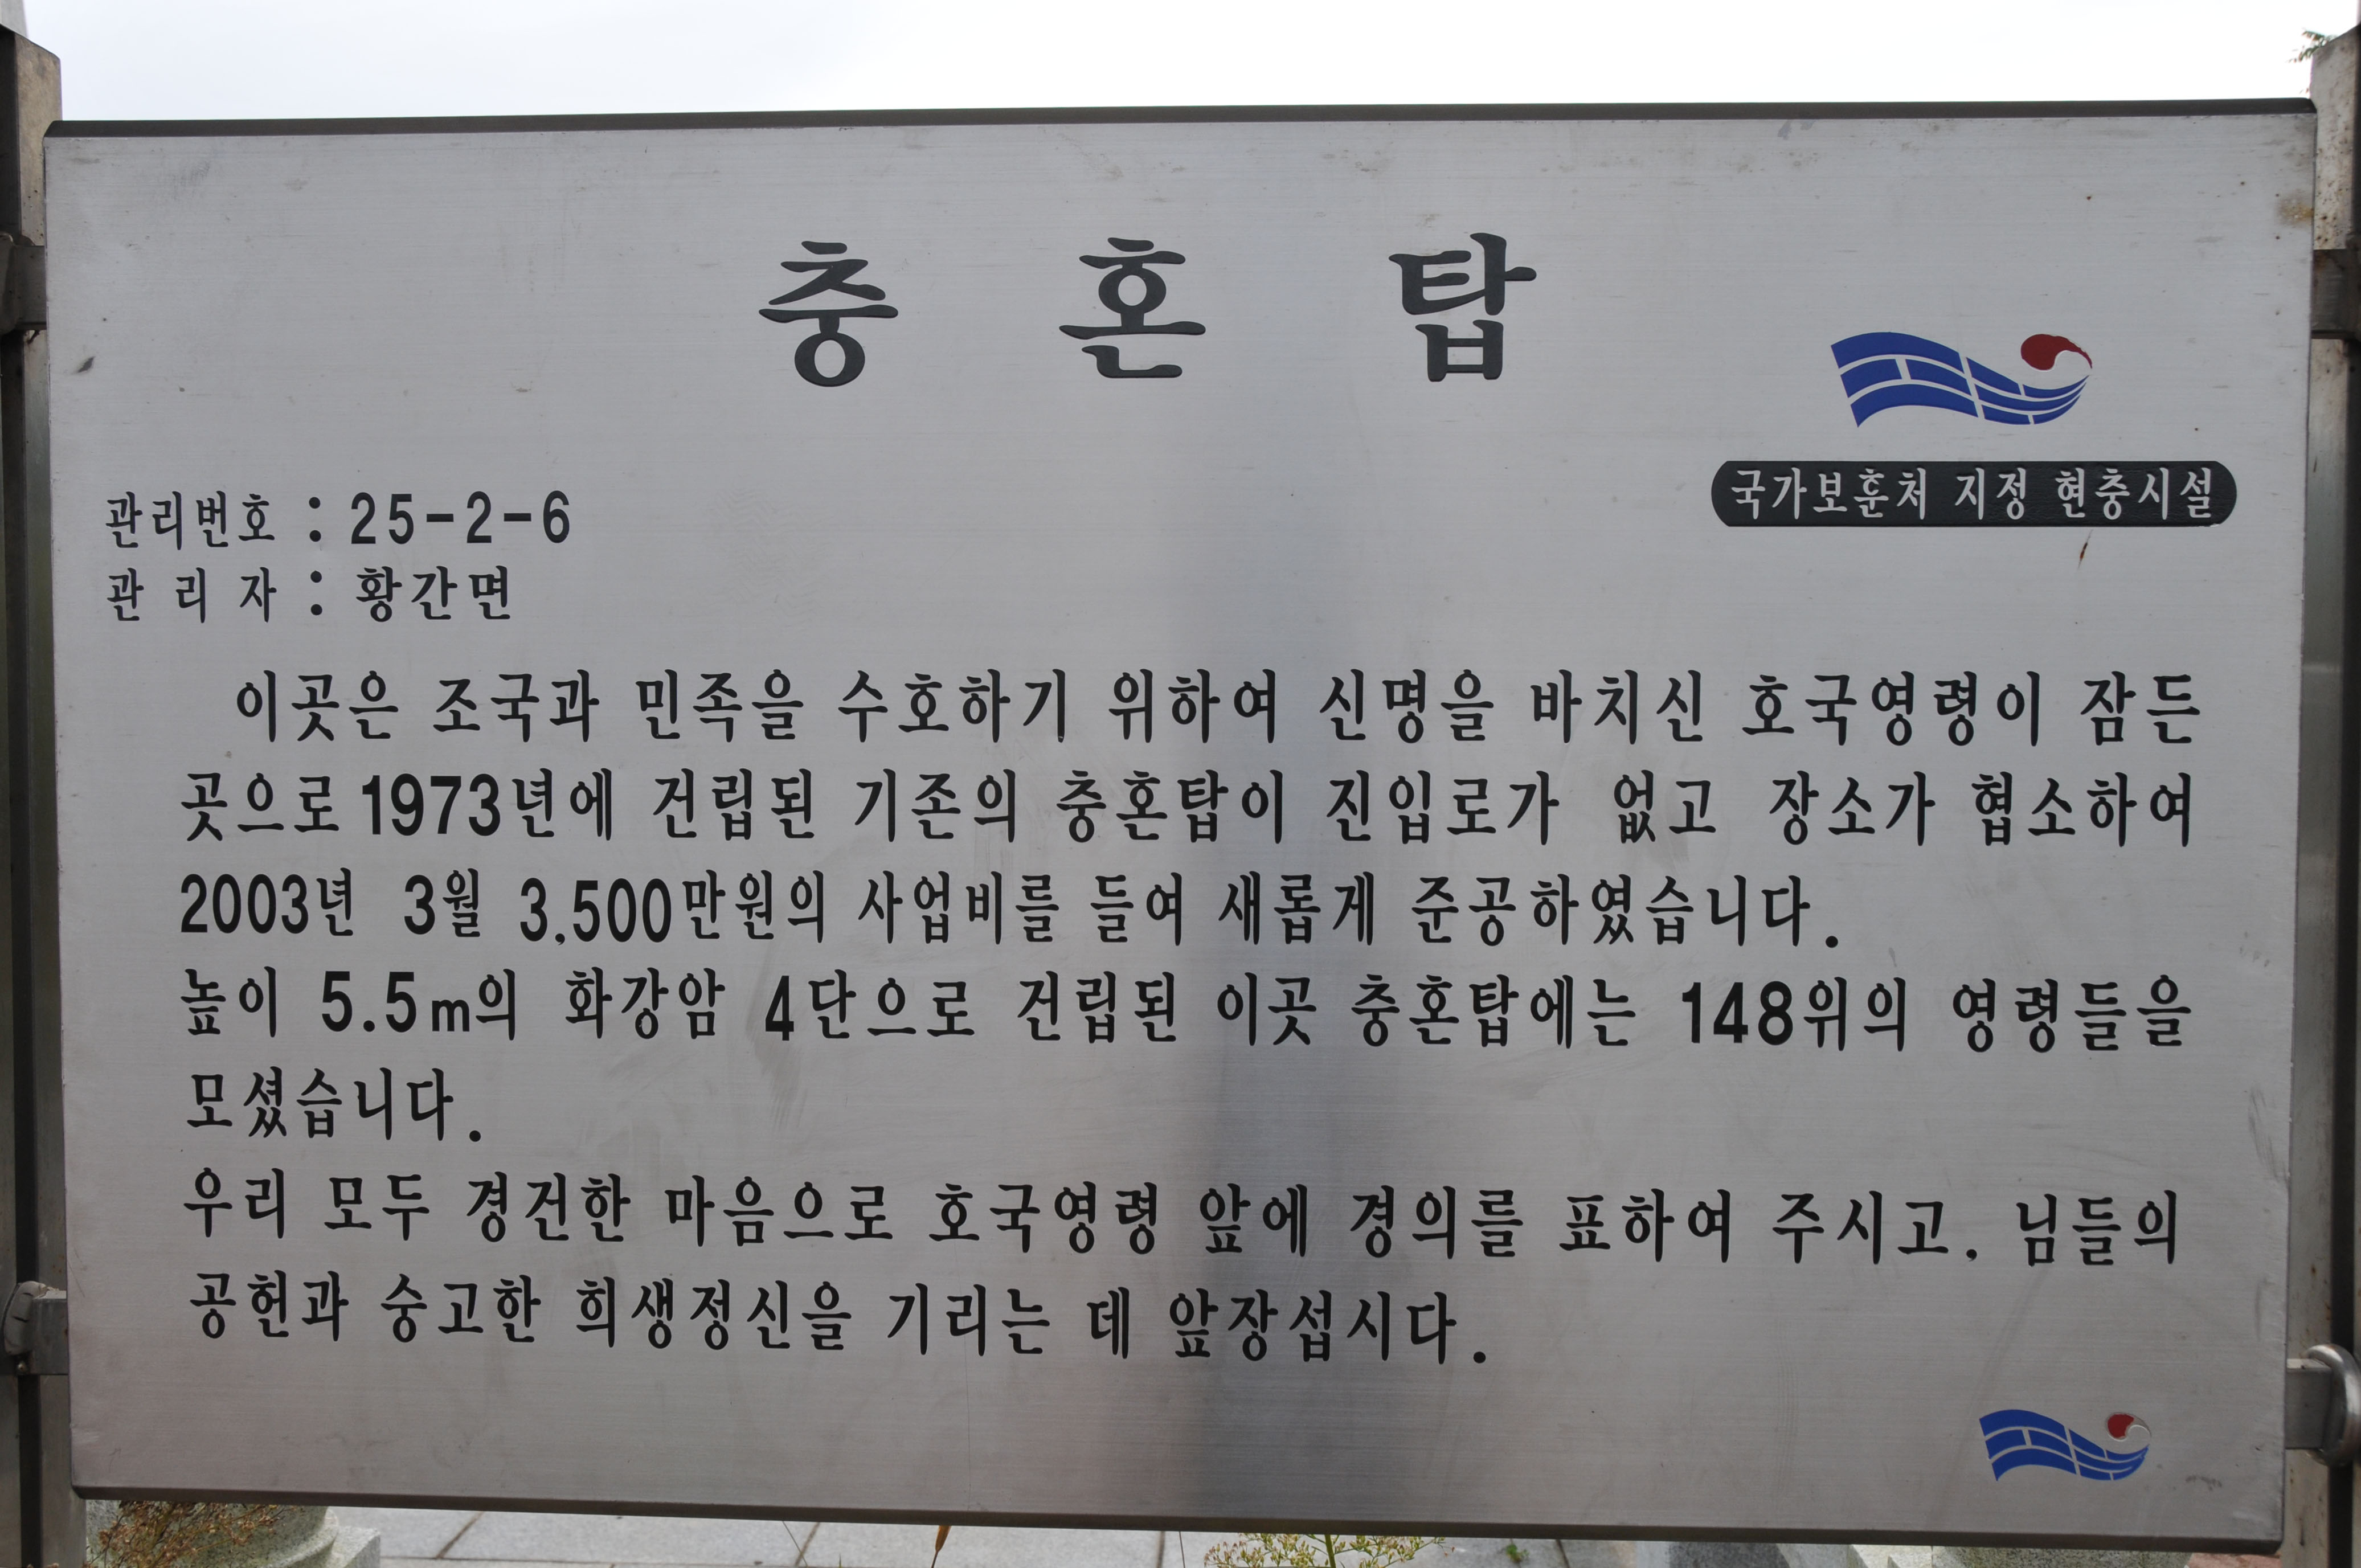 충 혼 탑
국가보훈처 지정 현충시설
관리번호 : 25-2-6
관 리 자 : 황간면
이곳은 조국과 민족을 수호하기 위하여 신명을 바치신 호국영령이 잠든
곳으로 1973년에 건립된 기존의 충혼탑이 진입로가 없고 장소가 협소하여
2003년 3월 3,500만원의 사업비를 들여 새롭게 준공하였습니다.
높이 5.5m의 화강암 4단으로 건립된 이곳 충혼탑에는 148위의 영령들을
모셨습니다.
우리 모두 경건한 마음으로 호국영령 앞에 경의를 표하여 주시고, 님들의
공헌과 숭고한 희생정신을 기리는 데 앞장섭시다.